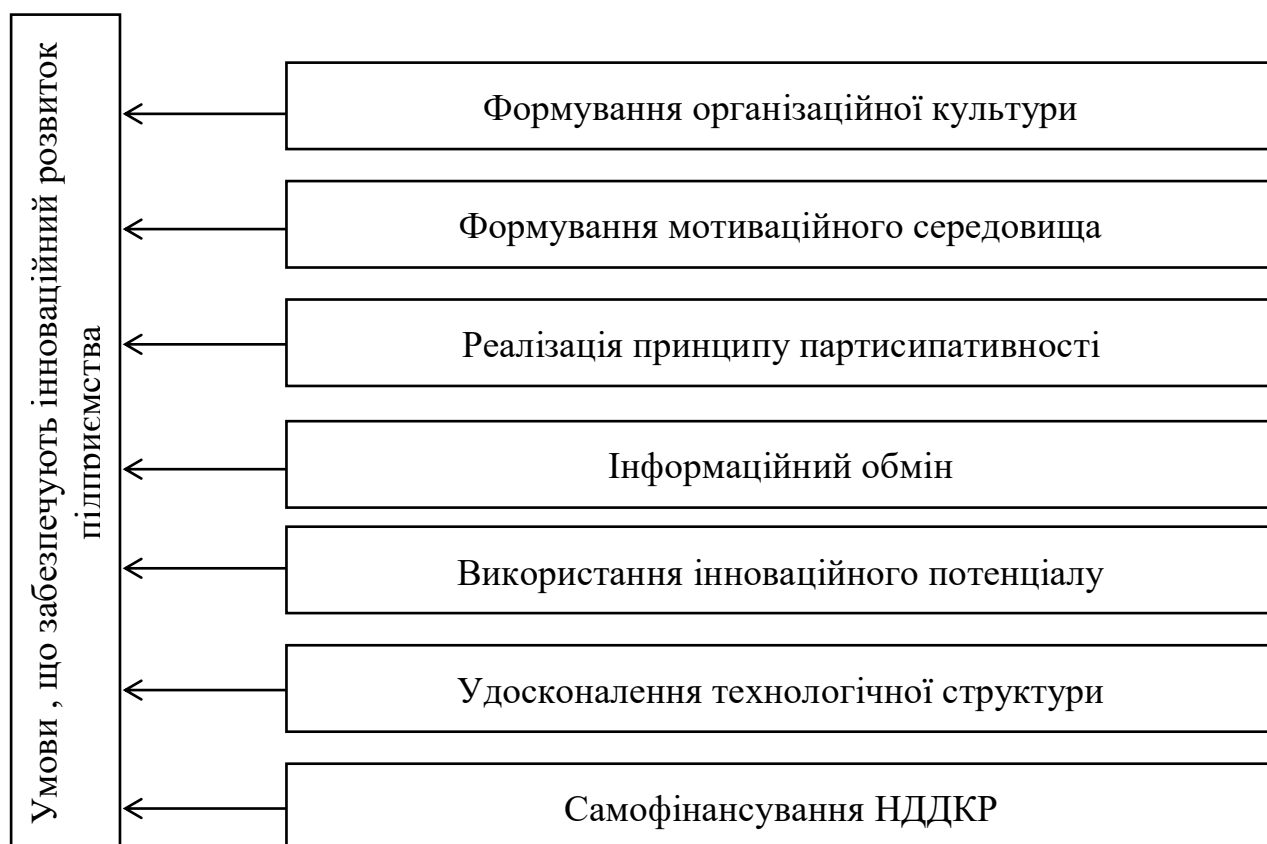 Умови , що забезпечують інноваційний розвиток
підприємства
Формування організаційної культури
Формування мотиваційного середовища
Реалізація принципу партисипативності
Інформаційний обмін
Використання інноваційного потенціалу
Удосконалення технологічної структури
Самофінансування НДДКР